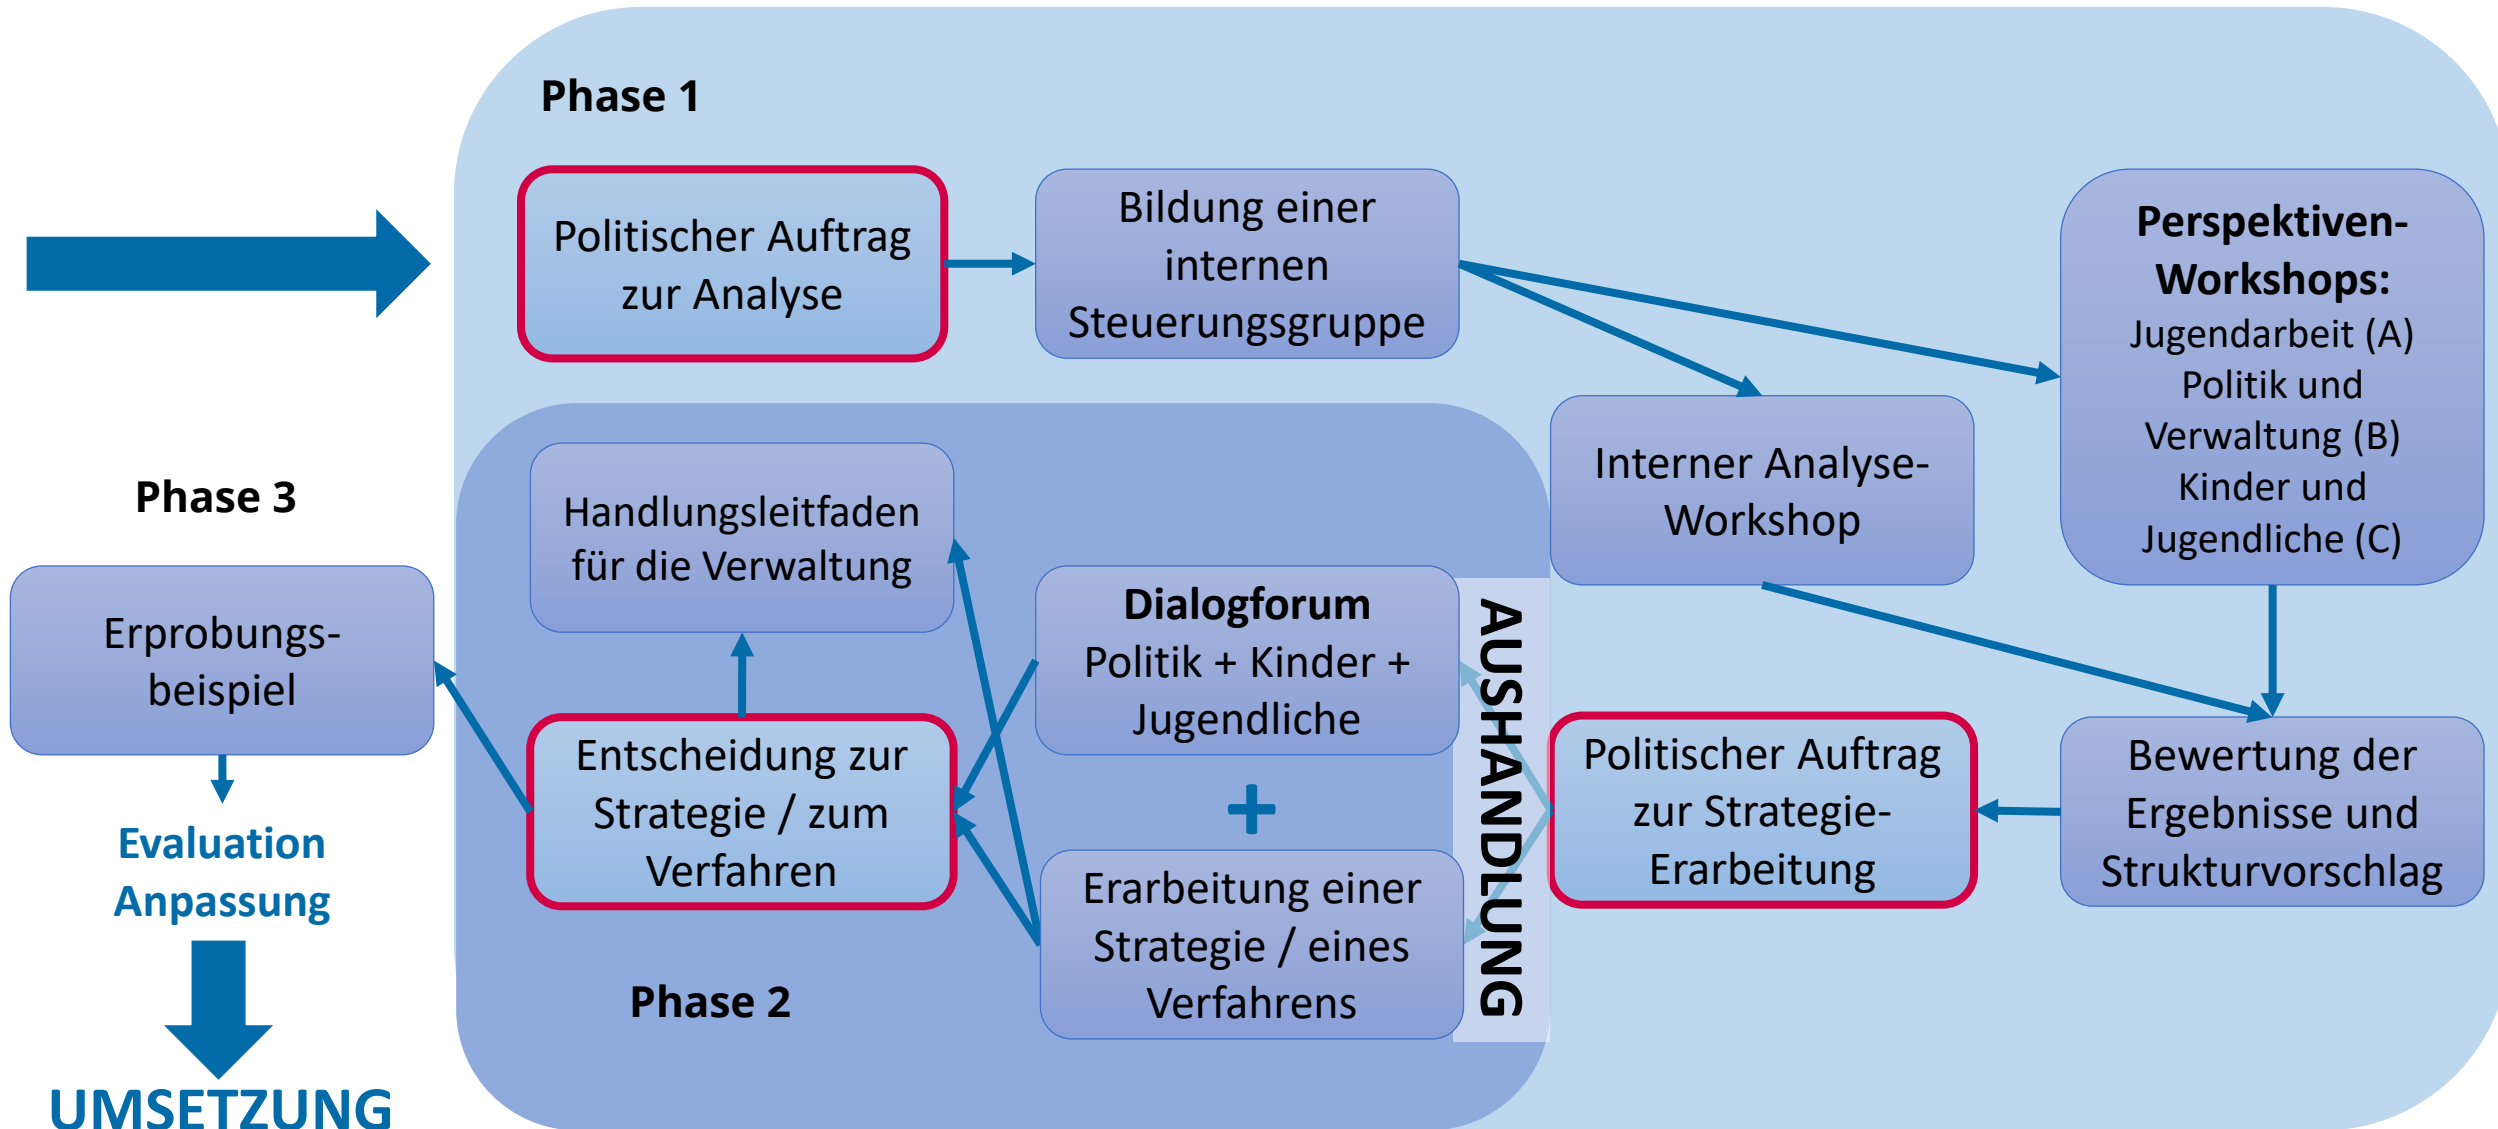 Phase 1
Politischer Auftrag
zur Analyse
Bildung einer
internen
Steuerungsgruppe
Perspektiven-
Workshops:
Jugendarbeit (A)
Politik und
Verwaltung (B)
Kinder und
Jugendliche (C)
Interner Analyse-
Workshop
Bewertung der
Ergebnisse und
Strukturvorschlag
Politischer Auftrag
zur Strategie-
Erarbeitung
AUSHANDLUNG
Dialogforum
Politik + Kinder +
Jugendliche
+
Erarbeitung einer
Strategie / eines
Verfahrens
Handlungsleitfaden
für die Verwaltung
Entscheidung zur
Strategie / zum
Verfahren
Phase 2
Phase 3
Erprobungs-
beispiel
Evaluation
Anpassung
UMSETZUNG